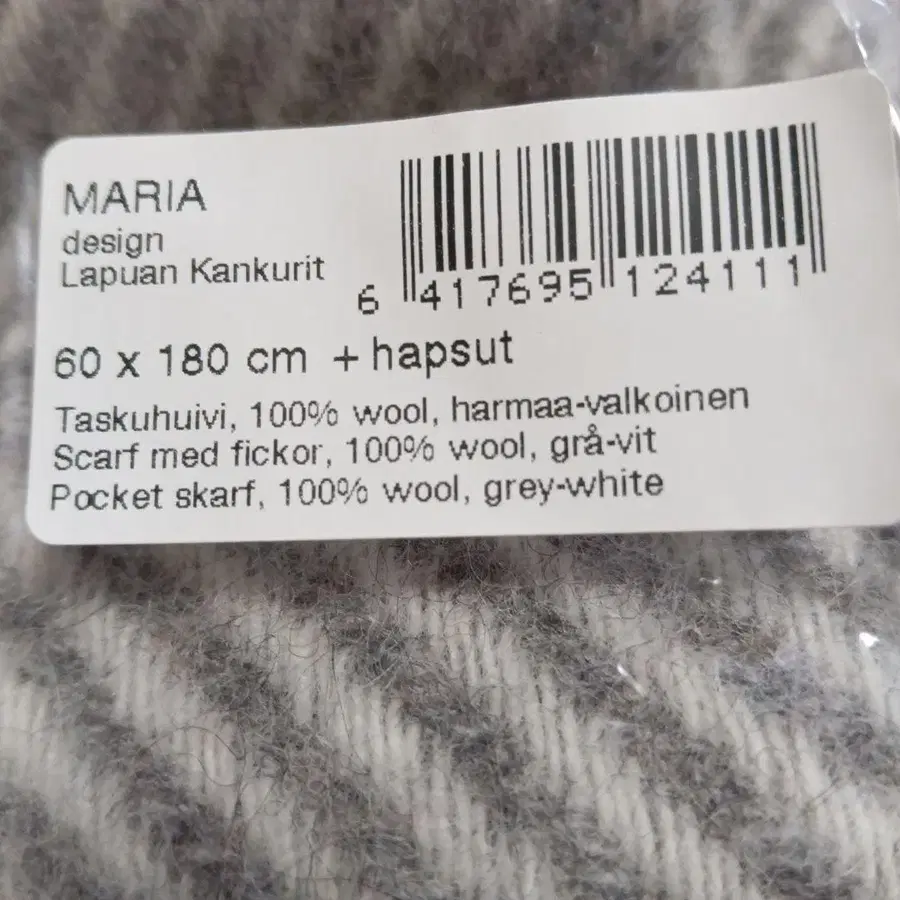 MARIA
design
Lapuan Kankurit
6 417695 124111
60 x 180 cm + hapsut
Taskuhuivi, 100% wool, harmaa-valkoinen
Scarf med fickor, 100% wool, grå-vit
Pocket skarf, 100% wool, grey-white